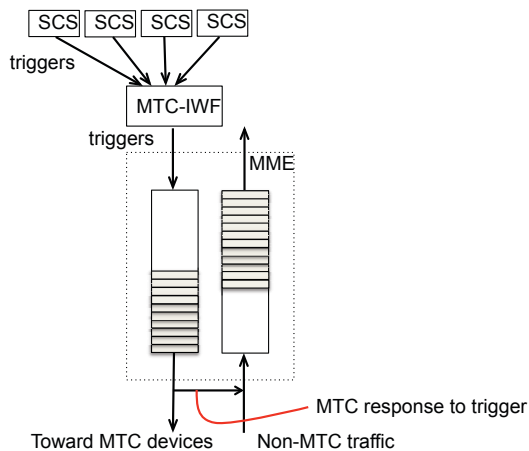 SCS SCS SCS SCS
triggers
MTC-IWF
triggers
MME
MTC response to trigger
Toward MTC devices
Non-MTC traffic